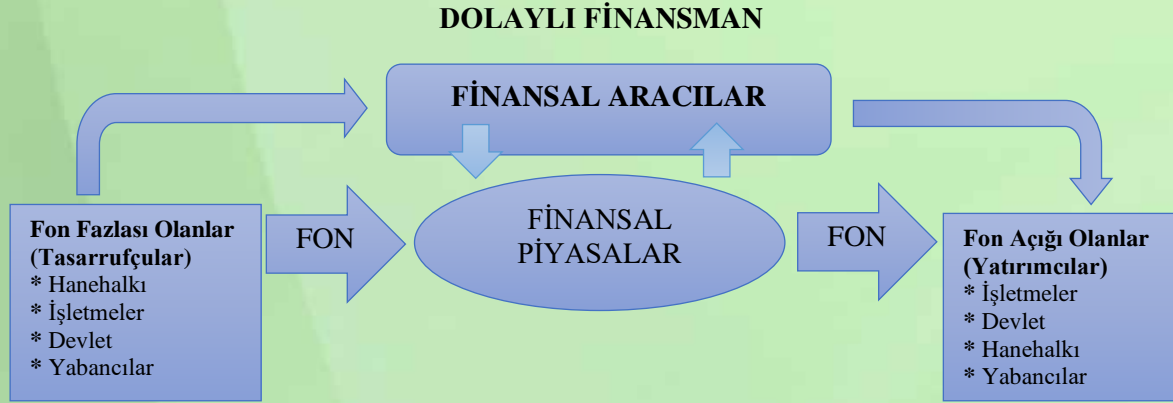 DOLAYLI FİNANSMAN
FİNANSAL ARACILAR
Fon Fazlası Olanlar
(Tasarrufçular)
* Hanehalkı
* İşletmeler
* Devlet
* Yabancılar
FON
FİNANSAL
PİYASALAR
FON
Fon Açığı Olanlar
(Yatırımcılar)
* İşletmeler
* Devlet
* Hanehalkı
* Yabancılar